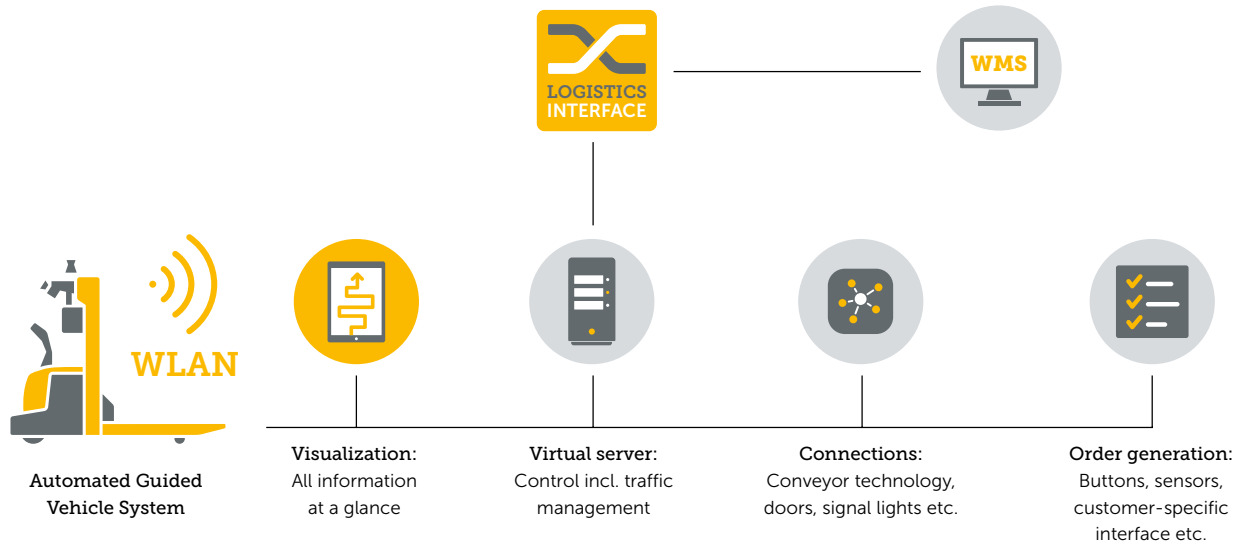 LOGISTICS
INTERFACE
WMS
WLAN
Automated Guided
Vehicle System
Visualization:
All information
at a glance
Virtual server:
Control incl. traffic
management
Connections:
Conveyor technology,
doors, signal lights etc.
Order generation:
Buttons, sensors,
customer-specific
interface etc.